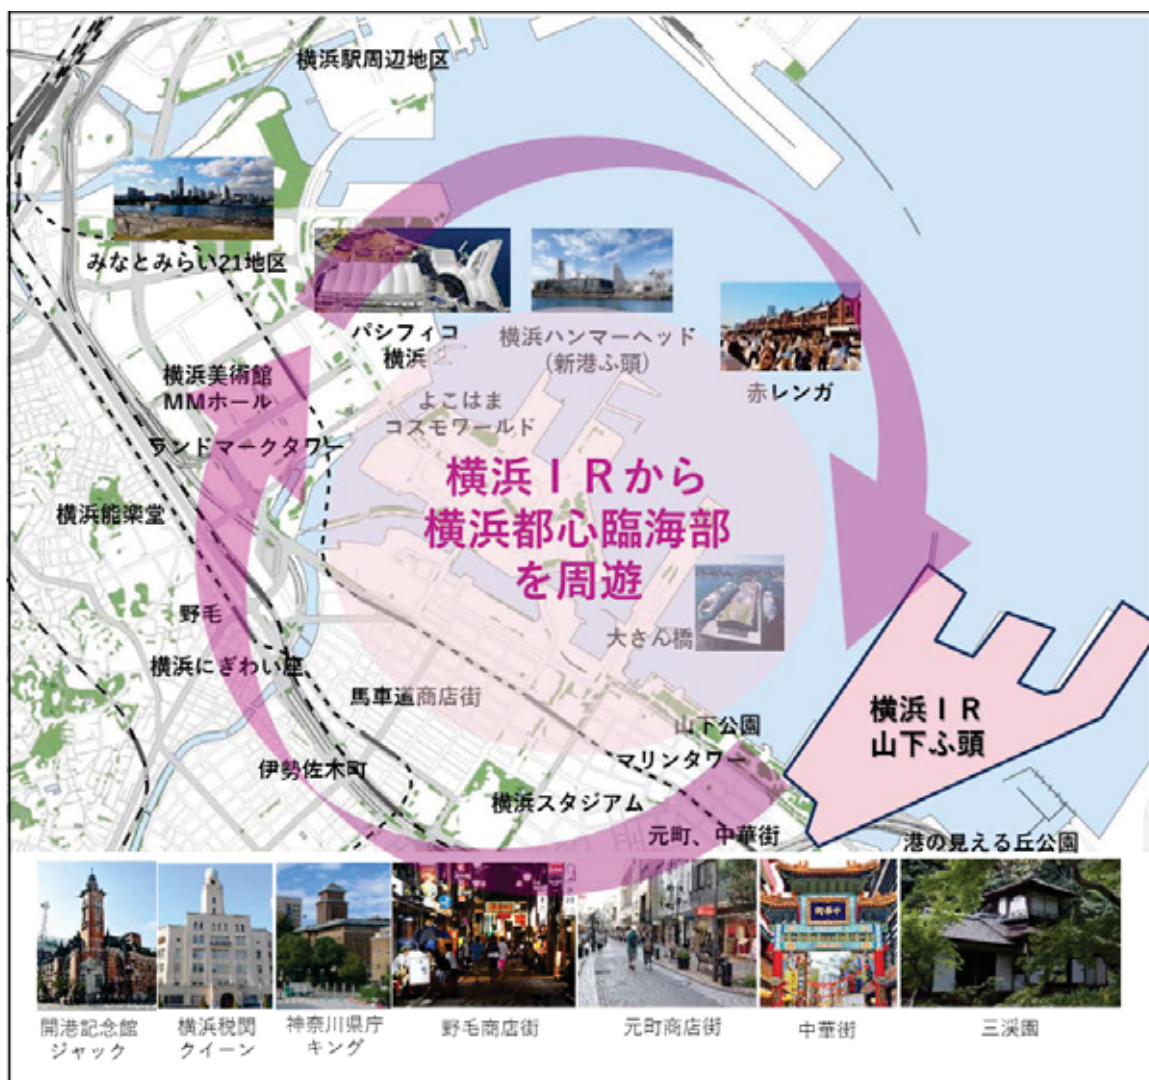 横浜駅周辺地区
みなとみらい21地区
パシフィコ
横浜
横浜ハンマーヘッド
(新港ふ頭)
赤レンガ
横浜美術館
MMホール
よこはま
コスモワールド
ランドマークタワー
横浜ＩＲから
横浜都心臨海部
を周遊
横浜能楽堂
野毛
大さん橋
横浜にぎわい座
馬車道商店街
横浜ＩＲ
山下ふ頭
山下公園
マリンタワー
伊勢佐木町
横浜スタジアム
元町、中華街
港の見える丘公園
中華街
開港記念館
ジャック
横浜税関
クイーン
神奈川県庁
キング
野毛商店街
元町商店街
中華街
三渓園